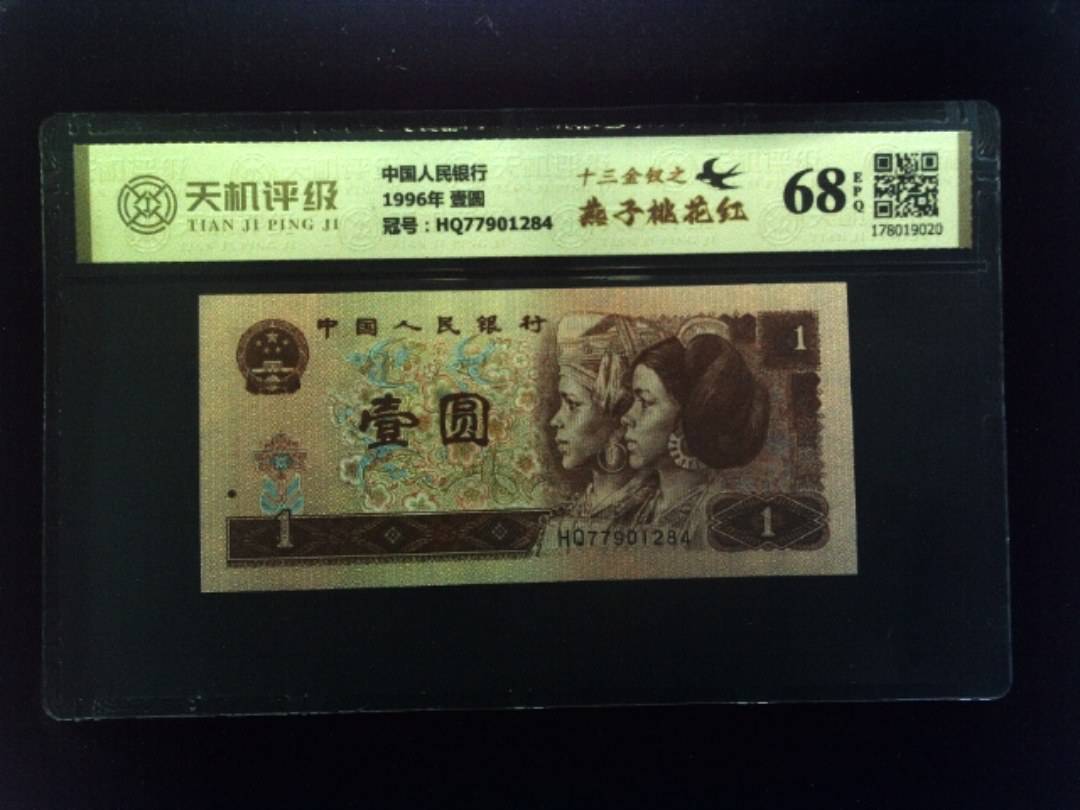 天机评级
TIAN JI PING JI
中国人民银行
1996年 壹圆
冠号：HQ77901284
十三金钗之
燕子桃花红
68
EPQ
178019020
中国人民银行
1
壹圆
1
HQ77901284
1